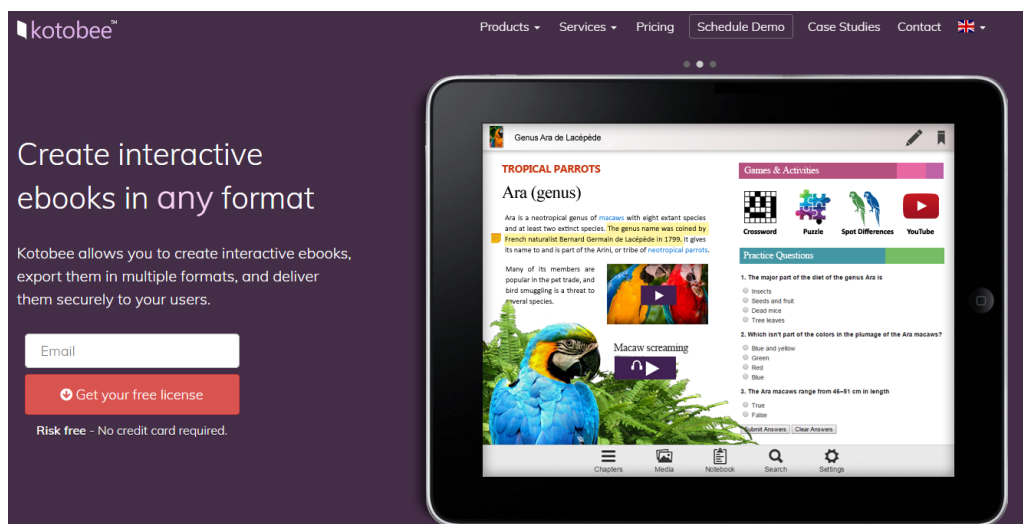 kotobee™
Products Services Pricing Schedule Demo Case Studies Contact
Create interactive
ebooks in any format
Kotobee allows you to create interactive ebooks,
export them in multiple formats, and deliver
them securely to your users.
Email
Get your free license
Risk free - No credit card required.
Genus Ara de Lacépède
TROPICAL PARROTS
Ara (genus)
Ara is a neotropical genus of macaws with eight extant species
and at least two extinct species. The genus name was coined by
French naturalist Bernard Germain de Lacépède in 1799. It gives
its name to and is part of the Arini, or tribe of neotropical parrots.
Many of its members are
popular in the pet trade, and
bird smuggling is a threat to
several species.
Macaw screaming
Games & Activities
Crossword Puzzle Spot Differences YouTube
Practice Questions
1. The major part of the diet of the genus Ara is
Insects
Seeds and fruit
Dead mice
Tree leaves
2. Which isn't part of the colors in the plumage of the Ara macaws?
Blue and yellow
Green
Red
Blue
3. The Ara macaws range from 46–51 cm in length
True
False
Submit Answers Clear Answers
Chapters Media Notebook Search Settings